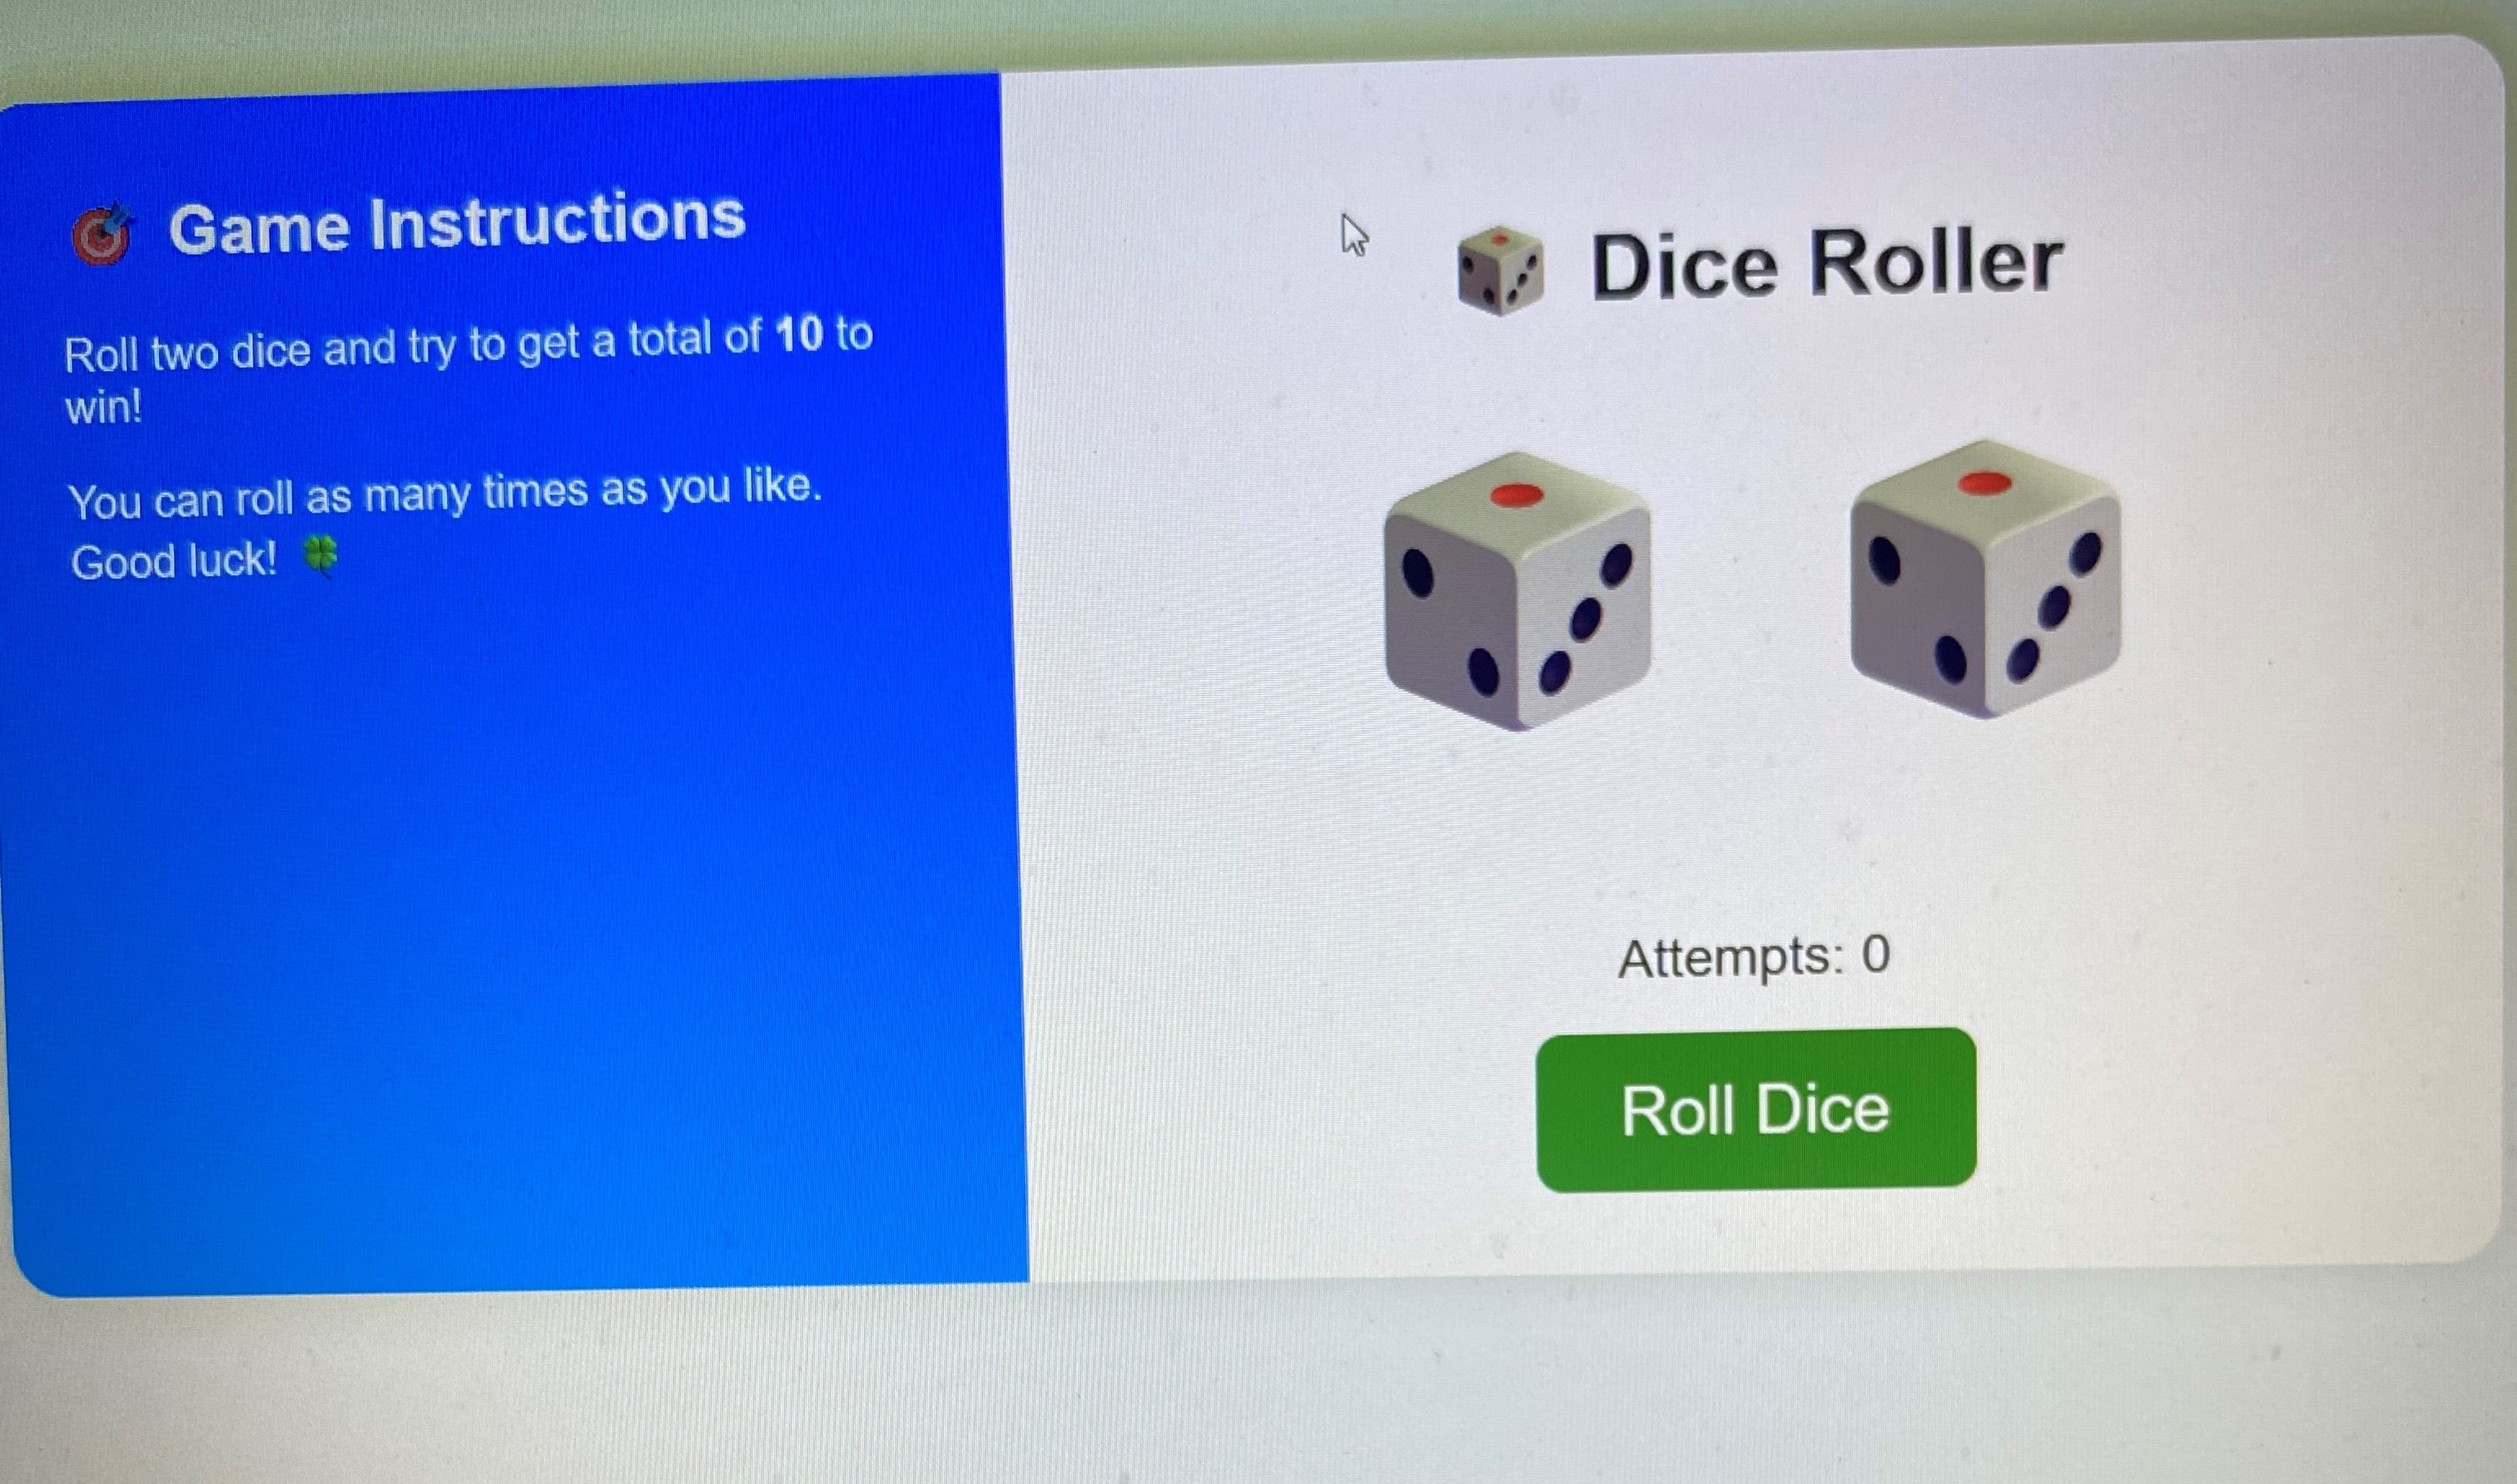 Game Instructions
Roll two dice and try to get a total of 10 to
win!
You can roll as many times as you like.
Good luck!
Dice Roller
Attempts: 0
Roll Dice